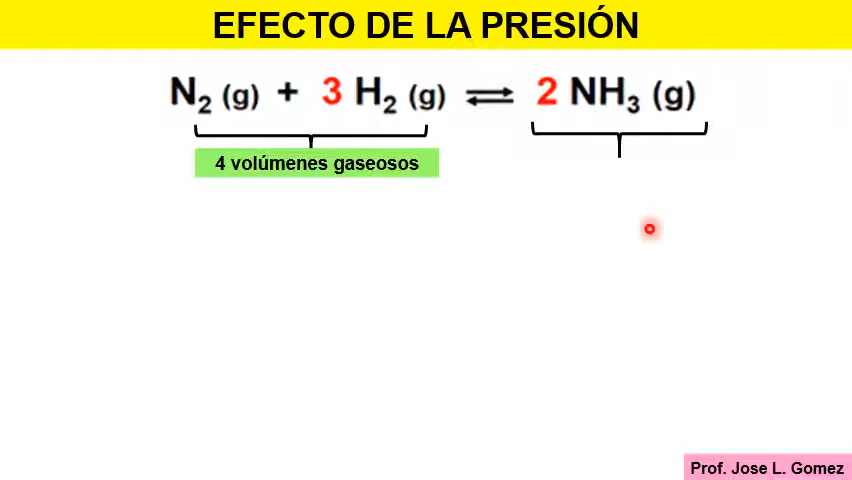 EFECTO DE LA PRESIÓN
N₂ (g) + 3 H₂ (g) ⇌ 2 NH₃ (g)
4 volúmenes gaseosos
Prof. Jose L. Gomez